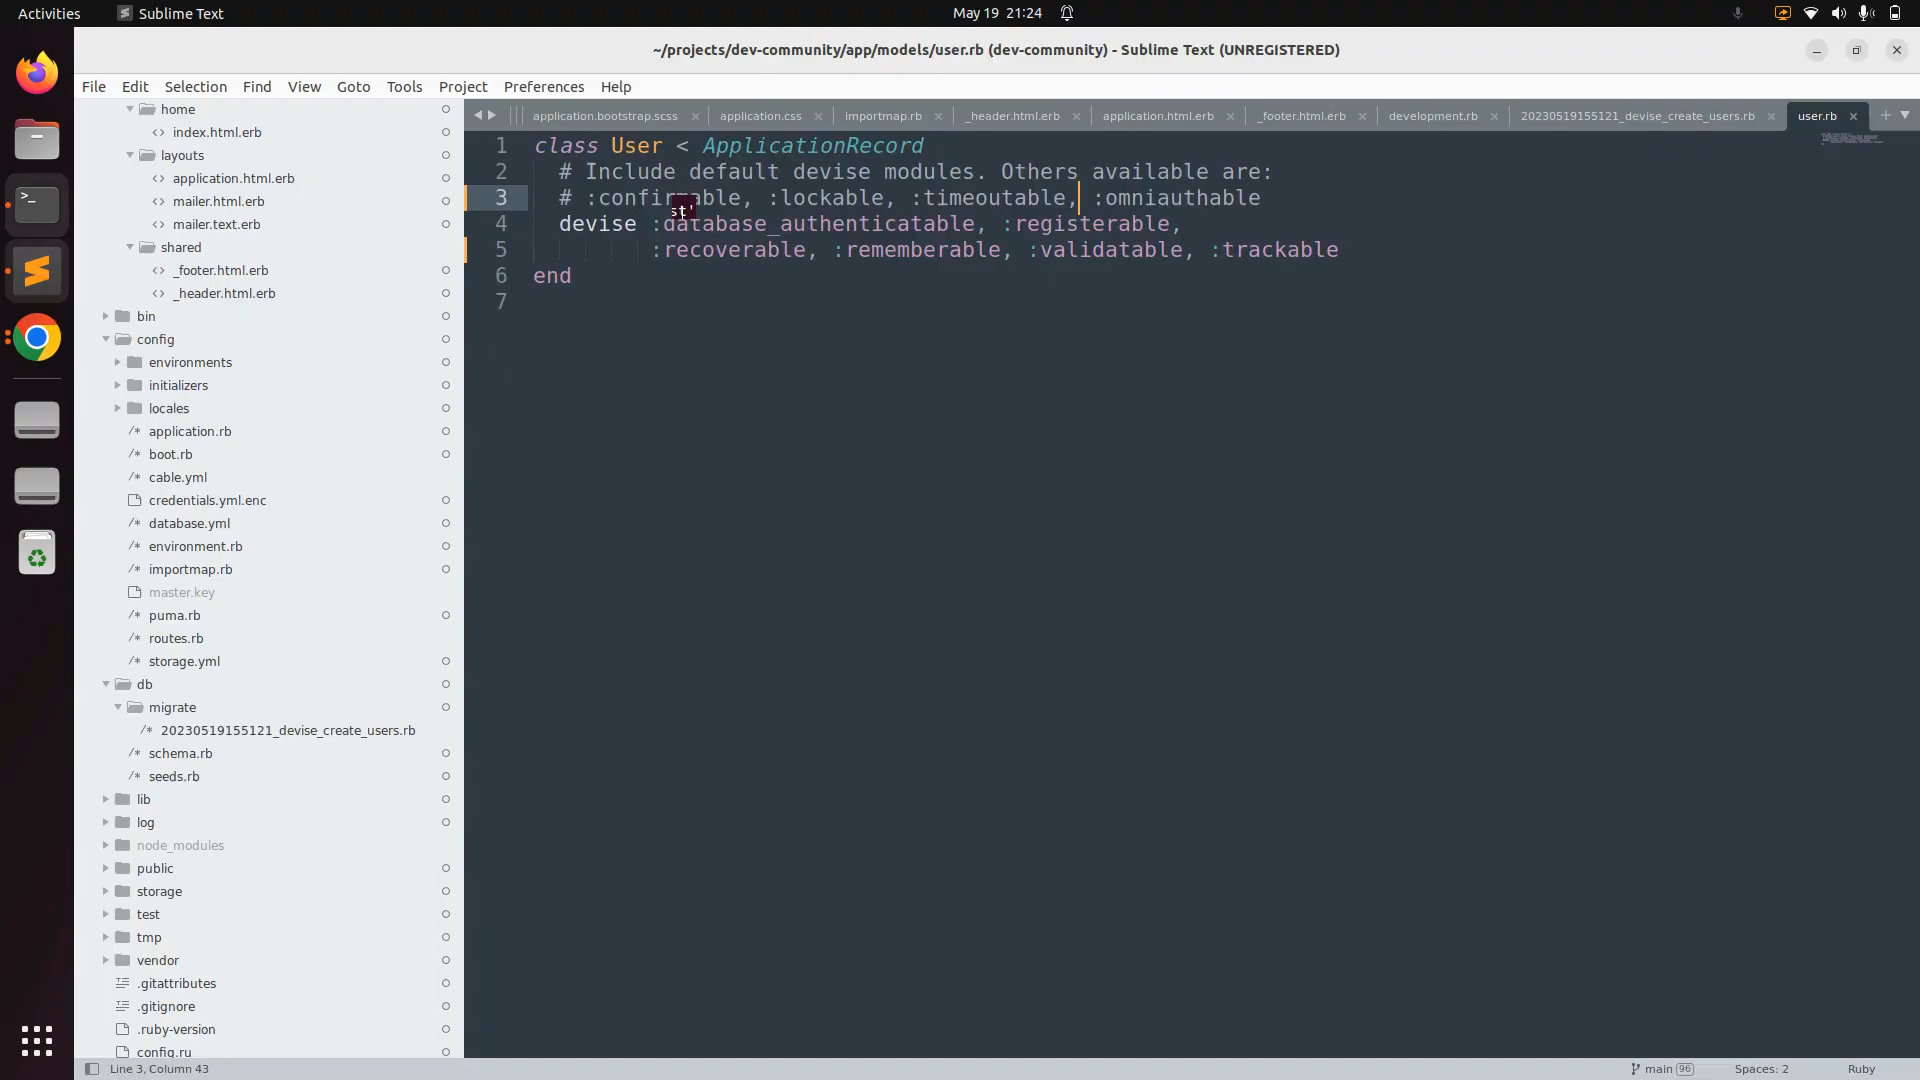 Activities
Sublime Text
May 19 21:24
~/projects/dev-community/app/models/user.rb (dev-community) - Sublime Text (UNREGISTERED)
File Edit Selection Find View Goto Tools Project Preferences Help
home
index.html.erb
layouts
application.html.erb
mailer.html.erb
mailer.text.erb
shared
_footer.html.erb
_header.html.erb
bin
config
environments
initializers
locales
application.rb
boot.rb
cable.yml
credentials.yml.enc
database.yml
environment.rb
importmap.rb
master.key
puma.rb
routes.rb
storage.yml
db
migrate
20230519155121_devise_create_users.rb
schema.rb
seeds.rb
lib
log
node_modules
public
storage
test
tmp
vendor
.gitattributes
.gitignore
.ruby-version
config.ru
application.bootstrap.scss application.css importmap.rb _header.html.erb application.html.erb _footer.html.erb development.rb 20230519155121_devise_create_users.rb user.rb
1 class User < ApplicationRecord
2 # Include default devise modules. Others available are:
3 # :confirmable, :lockable, :timeoutable, :omniauthable
st'
4 devise :database_authenticatable, :registerable,
5 :recoverable, :rememberable, :validatable, :trackable
6 end
7
Line 3, Column 43
main 96
Spaces: 2
Ruby